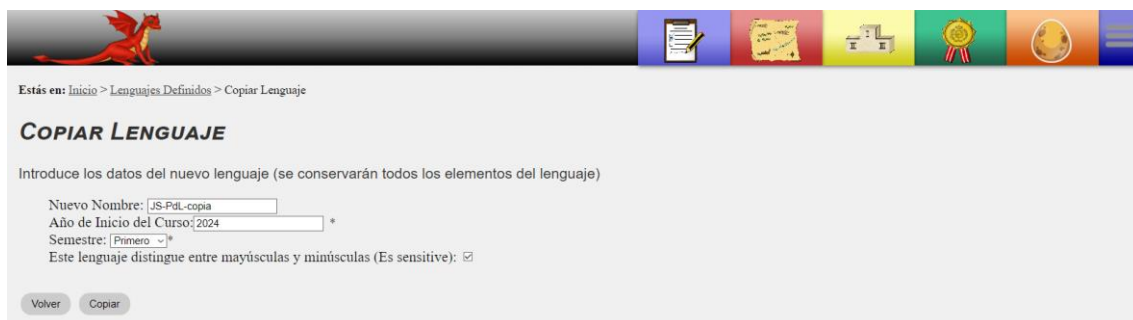 Estás en: Inicio > Lenguajes Definidos > Copiar Lenguaje
COPIAR LENGUAJE
Introduce los datos del nuevo lenguaje (se conservarán todos los elementos del lenguaje)
Nuevo Nombre: JS-PdL-copia
Año de Inicio del Curso: 2024 *
Semestre: Primero *
Este lenguaje distingue entre mayúsculas y minúsculas (Es sensitive):
Volver Copiar